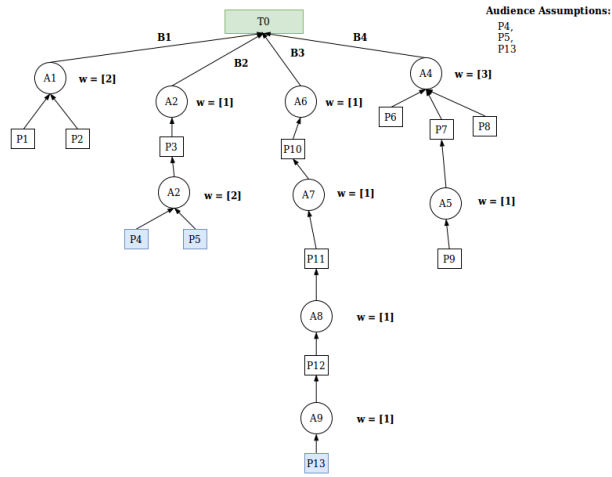 T0
Audience Assumptions:
P4,
P5,
P13
B1
B2
B3
B4
A1
w = [2]
A2
w = [1]
A6
w = [1]
A4
w = [3]
P1
P2
P3
P10
P6
P7
P8
A2
w = [2]
A7
w = [1]
A5
w = [1]
P4
P5
P11
P9
A8
w = [1]
P12
A9
w = [1]
P13